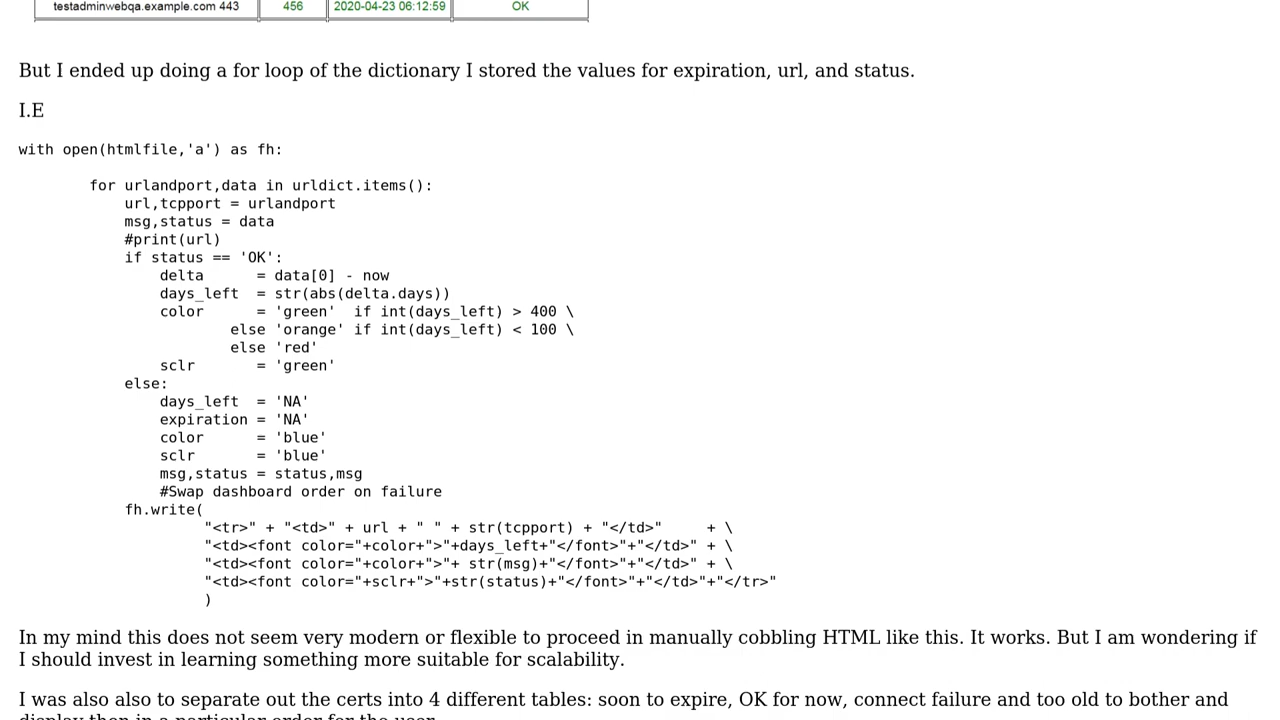 testadminwebqa.example.com 443 456 2020-04-23 06:12:59 OK
But I ended up doing a for loop of the dictionary I stored the values for expiration, url, and status.
I.E
with open(htmlfile,'a') as fh:
for urlandport,data in urldict.items():
url,tcpport = urlandport
msg,status = data
#print(url)
if status == 'OK':
delta = data[0] - now
days_left = str(abs(delta.days))
color = 'green' if int(days_left) > 400 \
else 'orange' if int(days_left) < 100 \
else 'red'
sclr = 'green'
else:
days_left = 'NA'
expiration = 'NA'
color = 'blue'
sclr = 'blue'
msg,status = status,msg
#Swap dashboard order on failure
fh.write(
"<tr>" + "<td>" + url + " " + str(tcpport) + "</td>" + \
"<td><font color="+color+">"+days_left+"</font>"+"</td>" + \
"<td><font color="+color+">"+ str(msg)+"</font>"+"</td>" + \
"<td><font color="+sclr+">"+str(status)+"</font>"+"</td>"+"</tr>"
)
In my mind this does not seem very modern or flexible to proceed in manually cobbling HTML like this. It works. But I am wondering if
I should invest in learning something more suitable for scalability.
I was also also to separate out the certs into 4 different tables: soon to expire, OK for now, connect failure and too old to bother and
display then in a particular order for the user